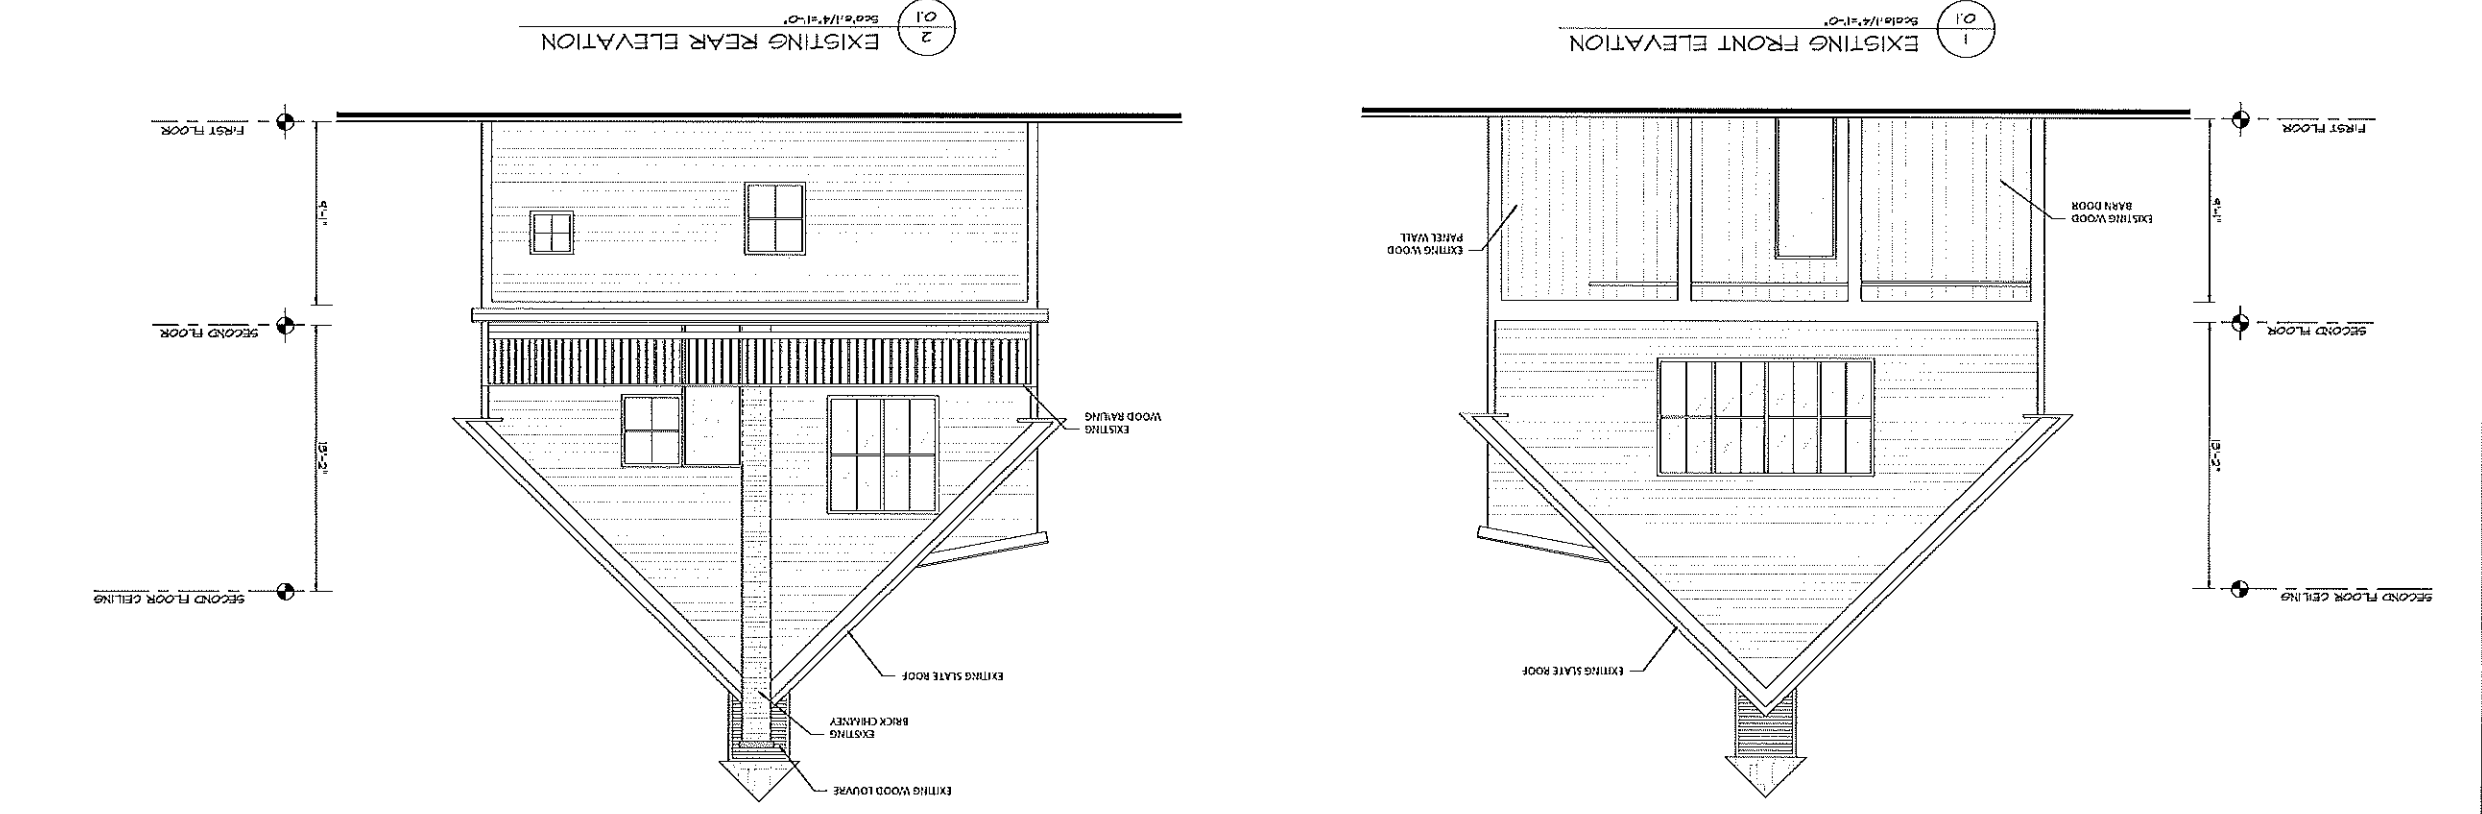 EXITING SLATE ROOF
SECOND FLOOR CEILING
13'-2"
SECOND FLOOR
EXISTING WOOD
BARN DOOR
EXITING WOOD
PANEL WALL
9'-1"
FIRST FLOOR
1
0.1
EXISTING FRONT ELEVATION
Scale:1/4"=1'-0"
EXITING WOOD LOUVRE
EXISTING
BRICK CHIMNEY
EXITING SLATE ROOF
SECOND FLOOR CEILING
13'-2"
EXISTING
WOOD RAILING
SECOND FLOOR
9'-1"
FIRST FLOOR
2
0.1
EXISTING REAR ELEVATION
Scale:1/4"=1'-0"